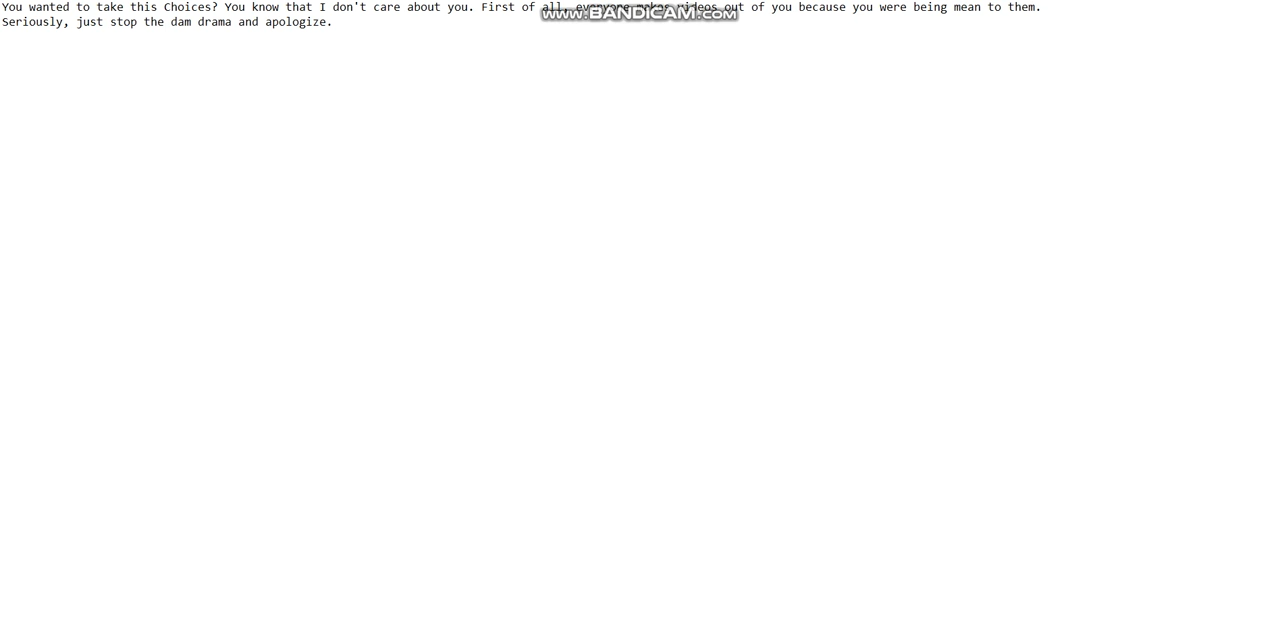 You wanted to take this Choices? You know that I don't care about you. First of all, everyone makes videos out of you because you were being mean to them.
www.BANDICAM.com
Seriously, just stop the dam drama and apologize.